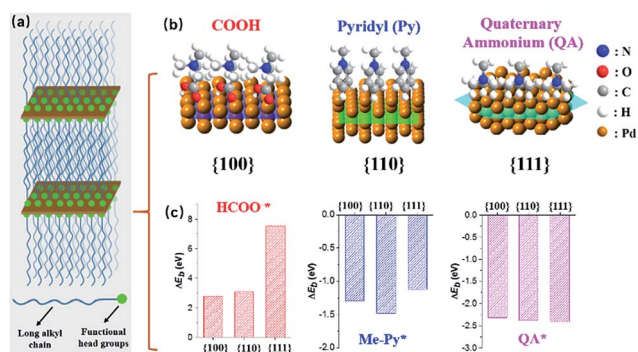 (a)
Long alkyl
chain
Functional
head groups
(b)
COOH
{100}
Pyridyl (Py)
{110}
Quaternary
Ammonium (QA)
{111}
: N
: O
: C
: H
: Pd
(c)
HCOO *
ΔE_b (eV)
8
6
4
2
0
{100} {110} {111}
{100} {110} {111}
ΔE_b (eV)
0.0
-0.5
-1.0
-1.5
-2.0
Me-Py*
{100} {110} {111}
ΔE_b (eV)
0.0
-0.5
-1.0
-1.5
-2.0
-2.5
-3.0
QA*